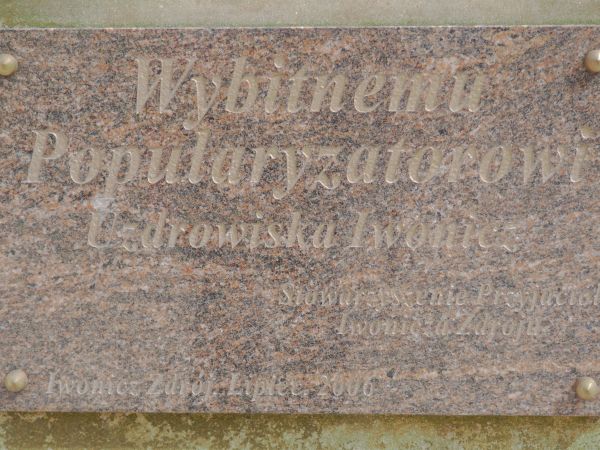 Wybitnemu
Popularyzatorowi
Uzdrowiska Iwonicz
Stowarzyszenie Przyjaciół
Iwonicza Zdroju
Iwonicz Zdrój, Lipiec, 2006